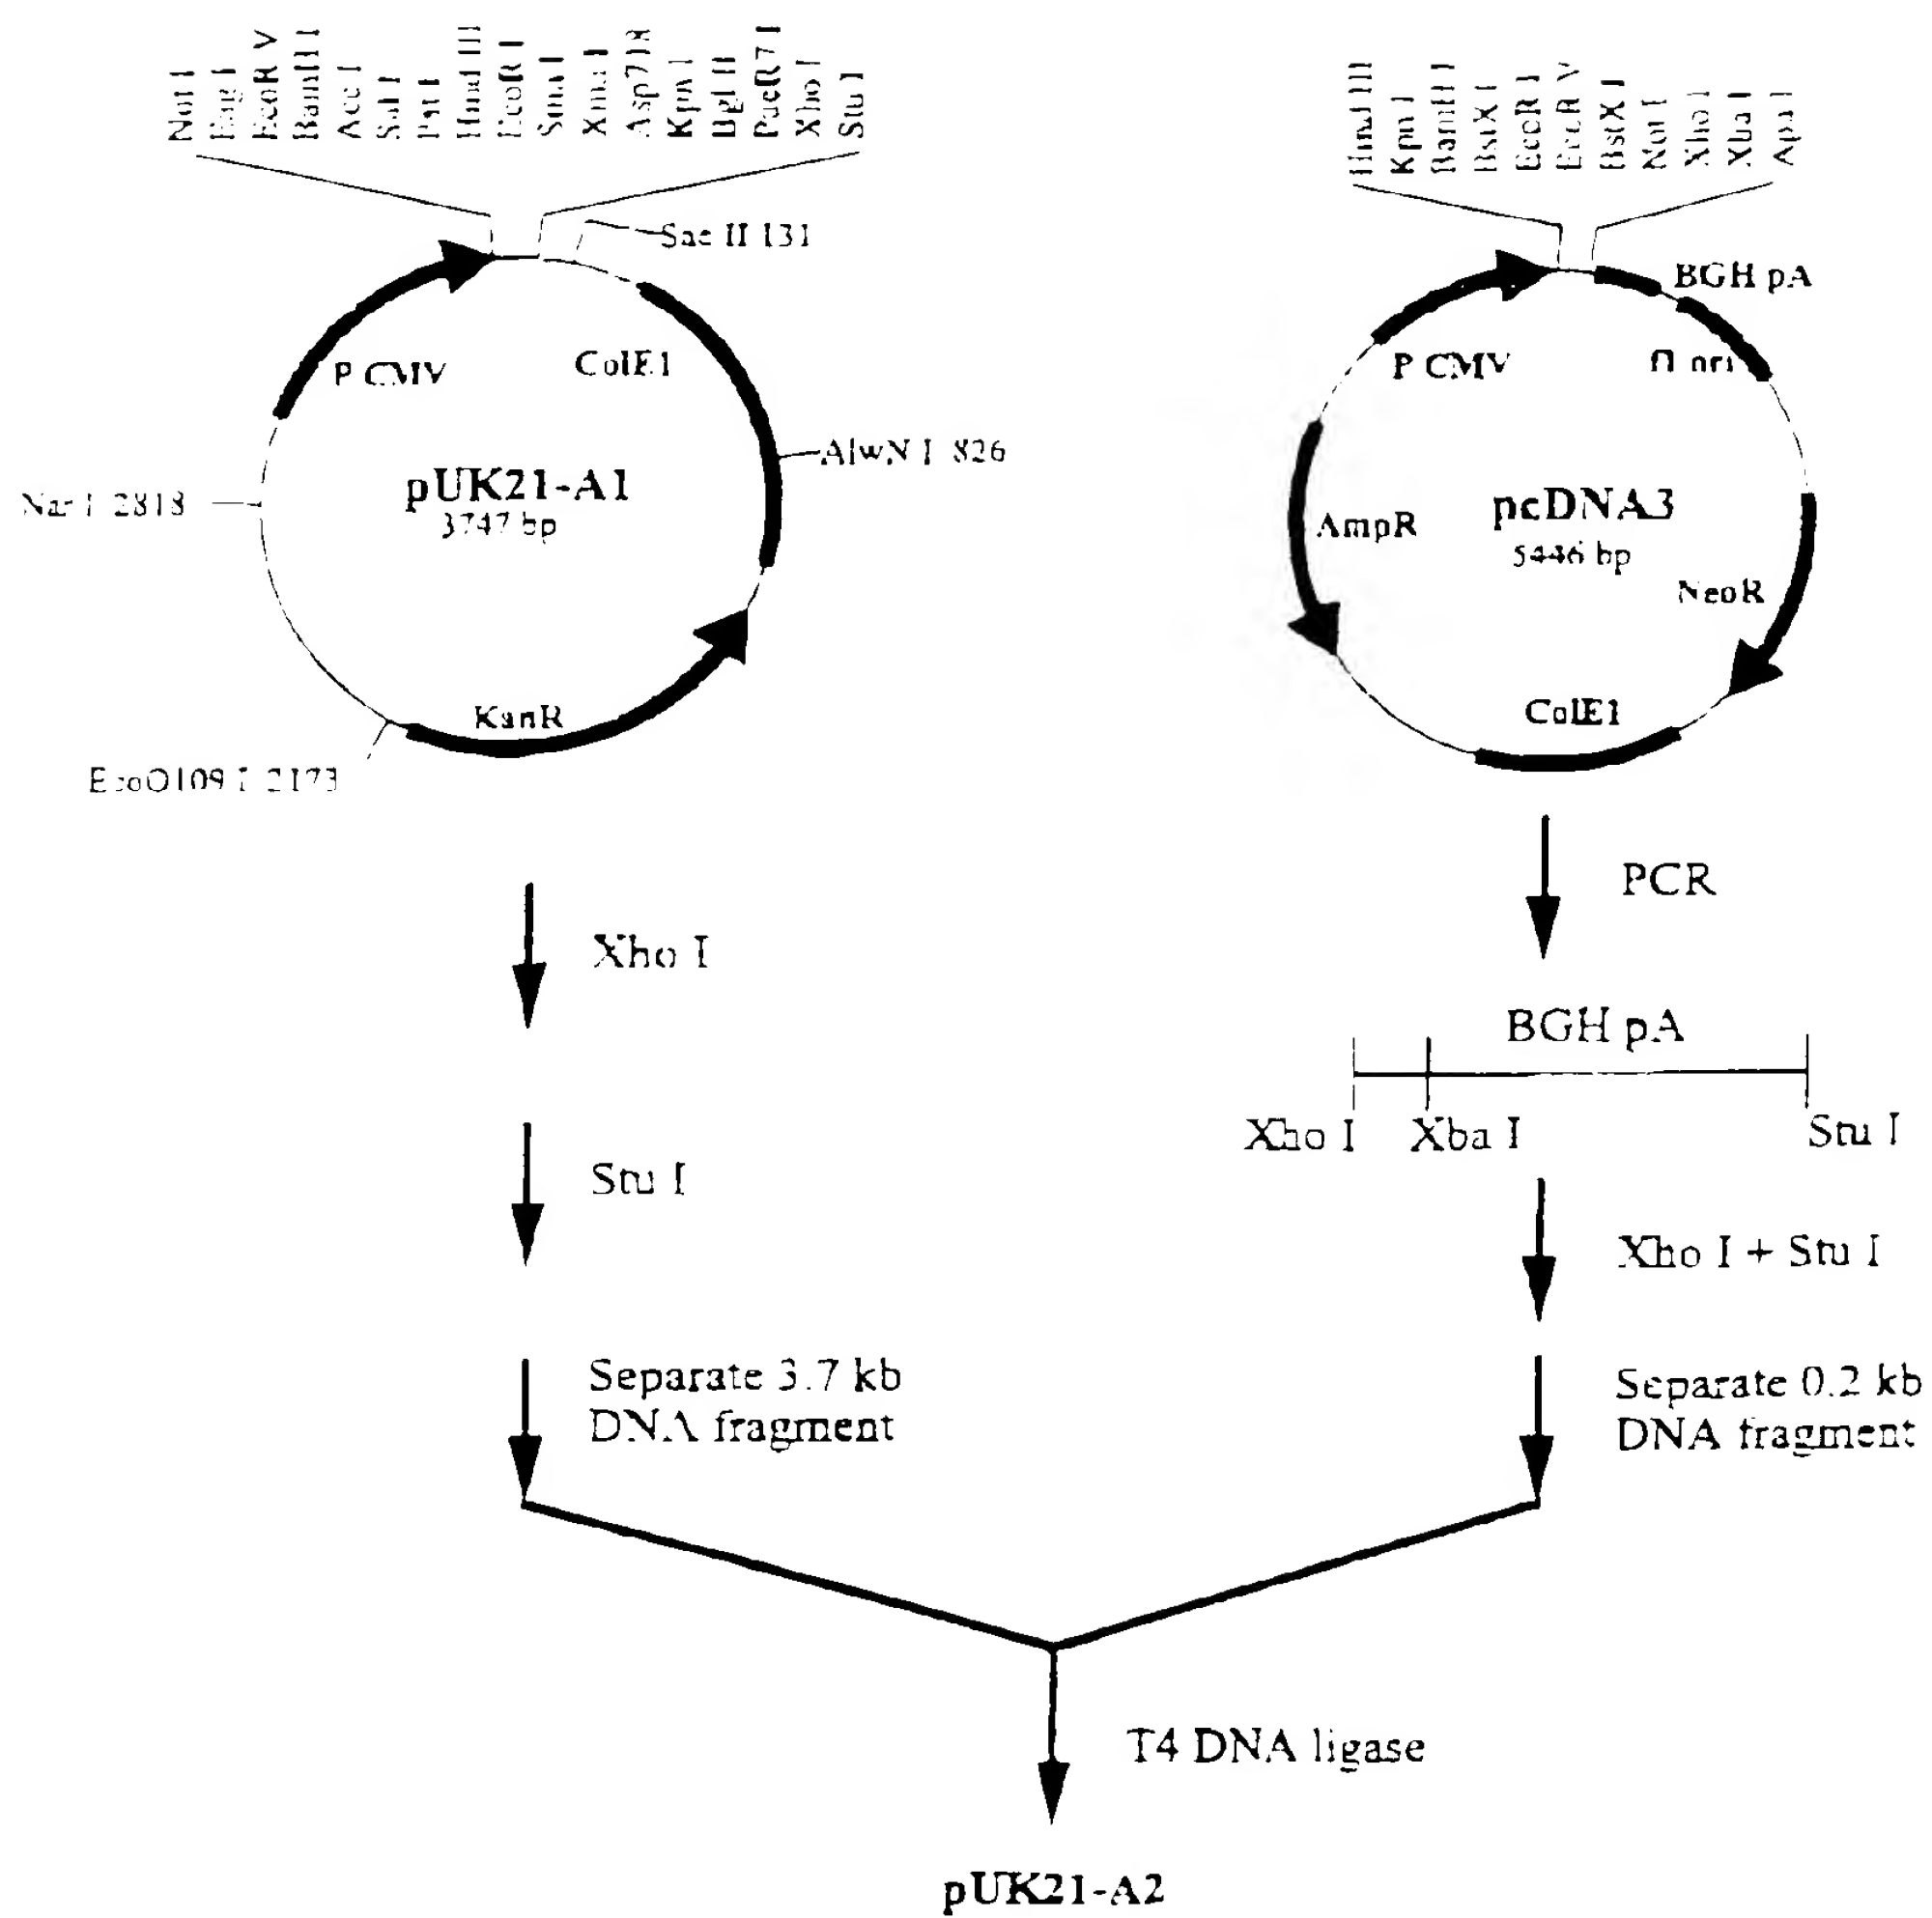 Not I
Eag I
EcoR V
BamH I
Acc I
Sal I
Pst I
Hind III
EcoR I
Sma I
Xma I
Asp718
Kpn I
Bgl II
PaeR7 I
Xho I
Stu I
Sac II 131
P CMV
ColE1
AlwN I 826
pUK21-A1
3747 bp
Nar I 2818
KanR
EcoO109 I 2173
Hind III
Kpn I
BamH I
BstX I
EcoR I
EcoR V
BstX I
Not I
Xho I
Xba I
Apa I
BGH pA
P CMV
f1 ori
pcDNA3
5446 bp
AmpR
NeoR
ColE1
Xho I
Stu I
Separate 3.7 kb
DNA fragment
PCR
BGH pA
Xho I
Xba I
Stu I
Xho I + Stu I
Separate 0.2 kb
DNA fragment
T4 DNA ligase
pUK21-A2